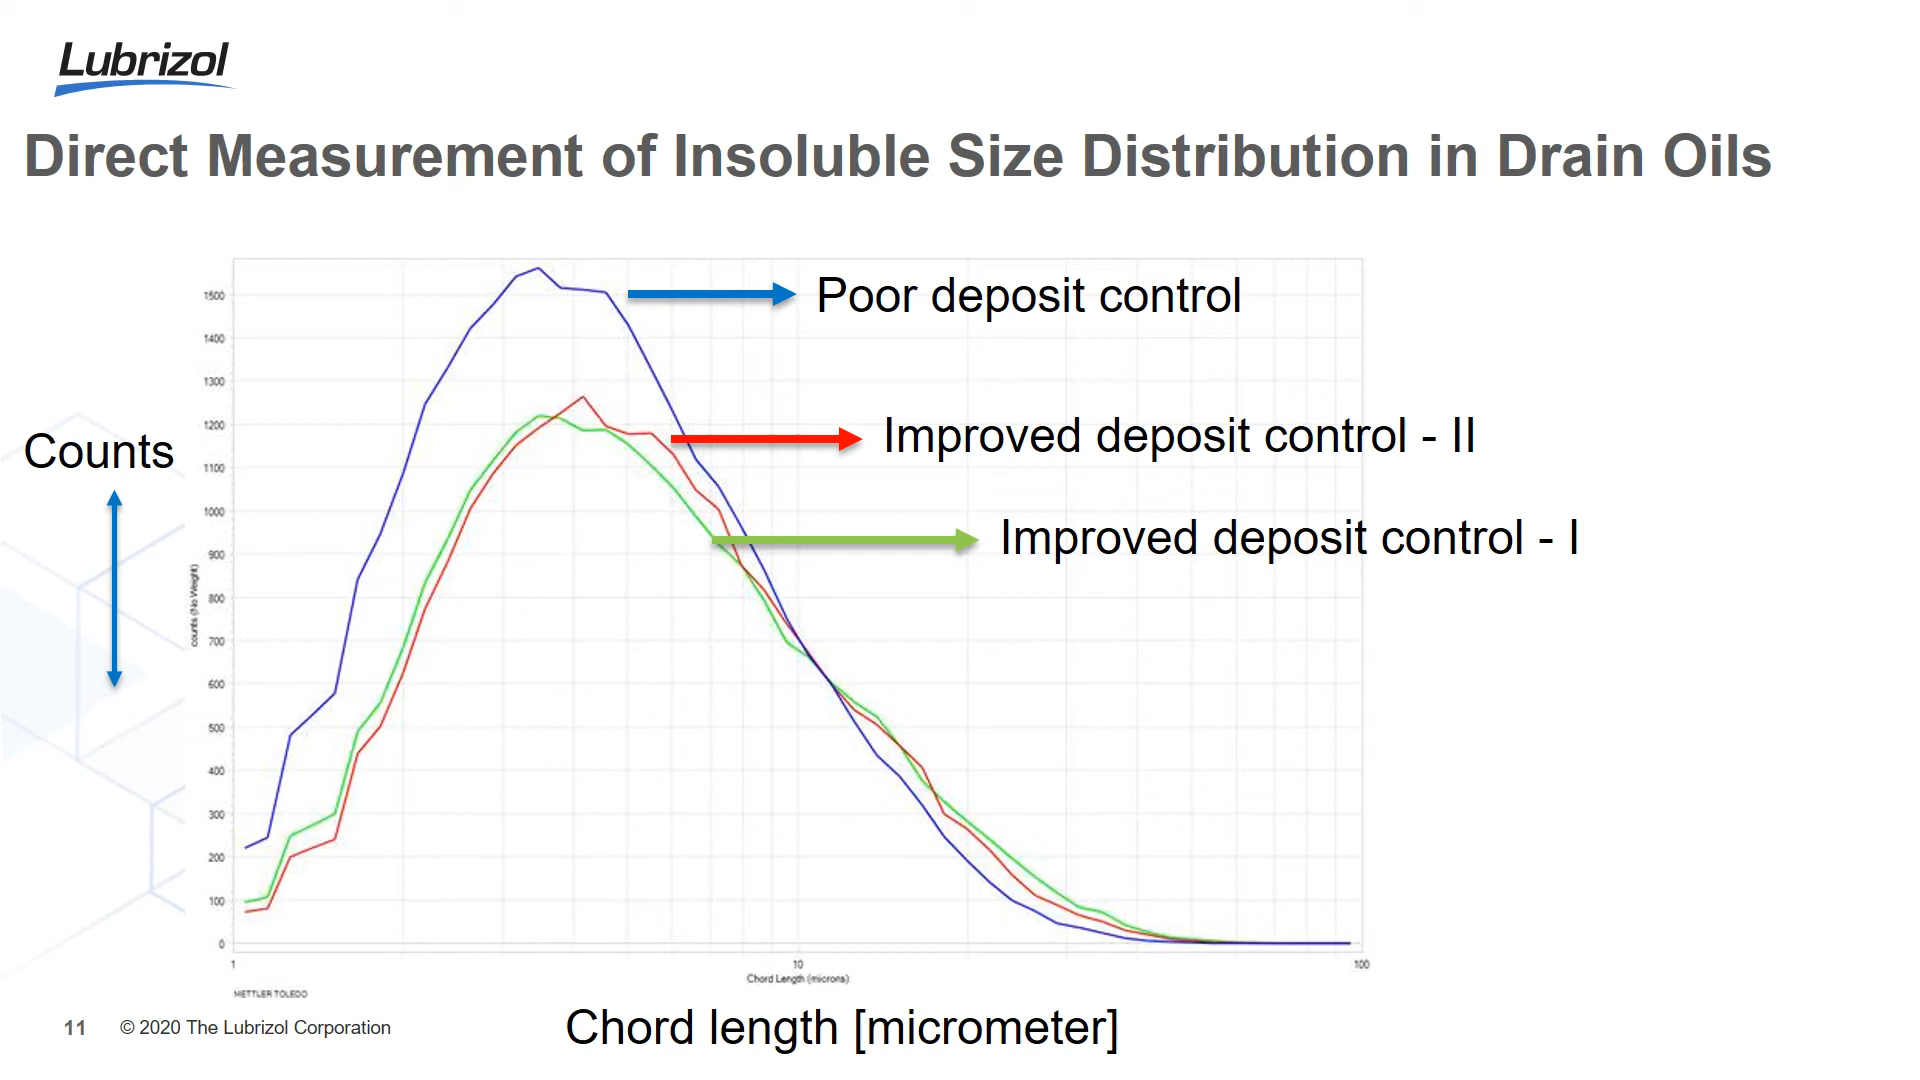 Lubrizol
Direct Measurement of Insoluble Size Distribution in Drain Oils
Poor deposit control
Improved deposit control - II
Improved deposit control - I
Counts
counts (No Weight)
1500
1400
1300
1200
1100
1000
900
800
700
600
500
400
300
200
100
0
1
10
100
Chord Length (microns)
METTLER TOLEDO
Chord length [micrometer]
11
© 2020 The Lubrizol Corporation